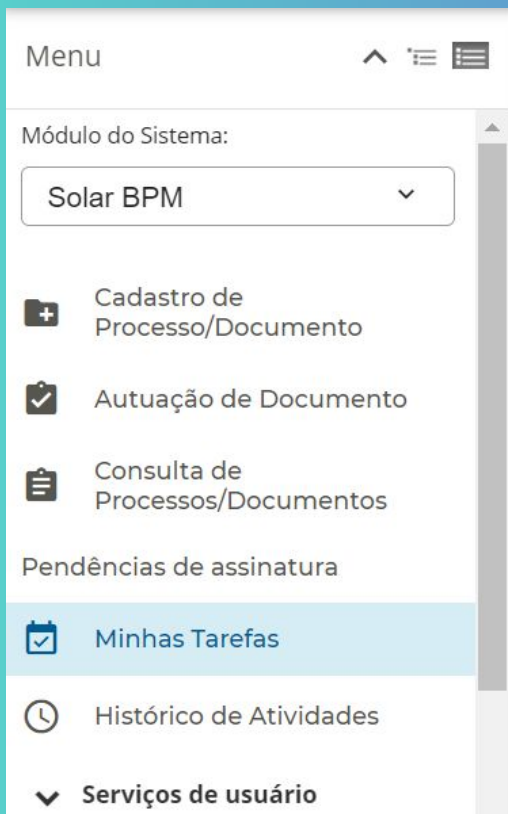 Menu
Módulo do Sistema:
Solar BPM
Cadastro de
Processo/Documento
Autuação de Documento
Consulta de
Processos/Documentos
Pendências de assinatura
Minhas Tarefas
Histórico de Atividades
Serviços de usuário